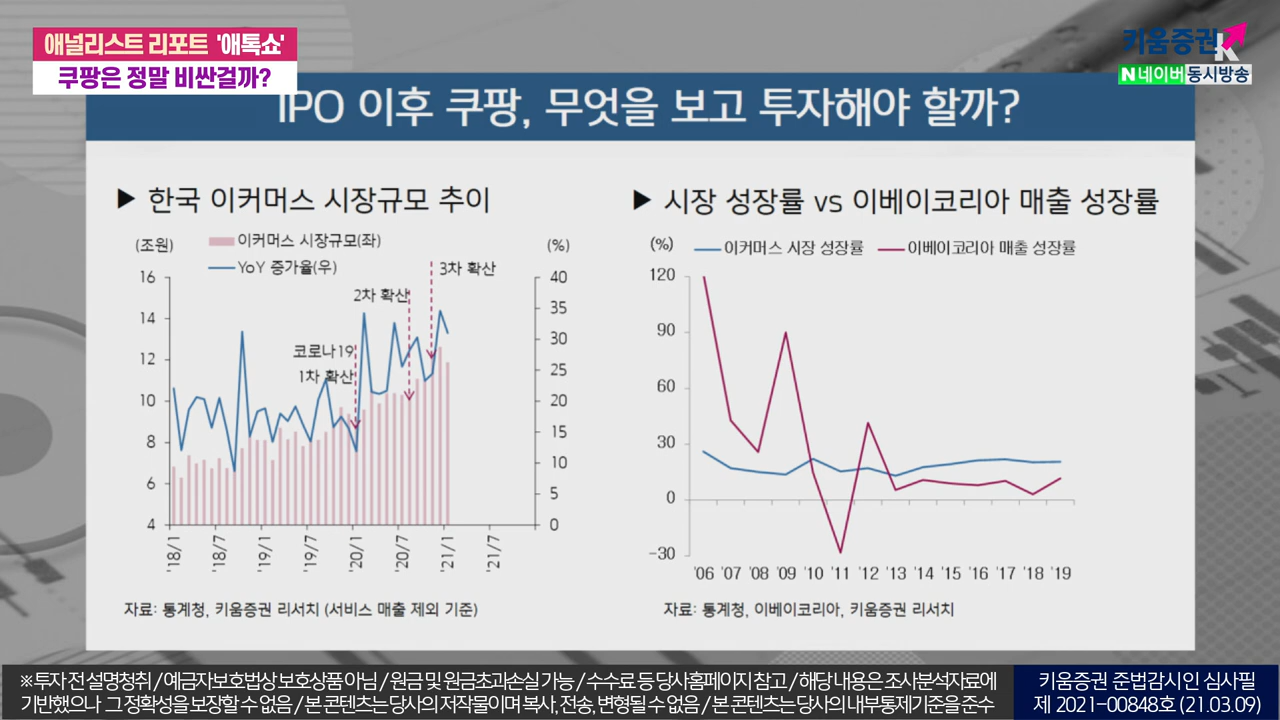 애널리스트 리포트 '애톡쇼'
쿠팡은 정말 비싼걸까?
키움증권
N 네이버 동시방송
IPO 이후 쿠팡, 무엇을 보고 투자해야 할까?
▶ 한국 이커머스 시장규모 추이
(조원)
이커머스 시장규모(좌)
YoY 증가율(우)
(%)
3차 확산
2차 확산
코로나19
1차 확산
16
14
12
10
8
6
4
40
35
30
25
20
15
10
5
0
'18/1
'18/7
'19/1
'19/7
'20/1
'20/7
'21/1
'21/7
자료: 통계청, 키움증권 리서치 (서비스 매출 제외 기준)
▶ 시장 성장률 vs 이베이코리아 매출 성장률
(%)
이커머스 시장 성장률
이베이코리아 매출 성장률
120
90
60
30
0
-30
'06 '07 '08 '09 '10 '11 '12 '13 '14 '15 '16 '17 '18 '19
자료: 통계청, 이베이코리아, 키움증권 리서치
※ 투자 전 설명청취 / 예금자보호법상 보호상품 아님 / 원금 및 원금초과손실 가능 / 수수료 등 당사홈페이지 참고 / 해당 내용은 조사분석자료에
기반했으나 그 정확성을 보장할 수 없음 / 본 콘텐츠는 당사의 저작물이며 복사, 전송, 변형될 수 없음 / 본 콘텐츠는 당사의 내부통제기준을 준수
키움증권 준법감시인 심사필
제 2021-00848호 (21.03.09)